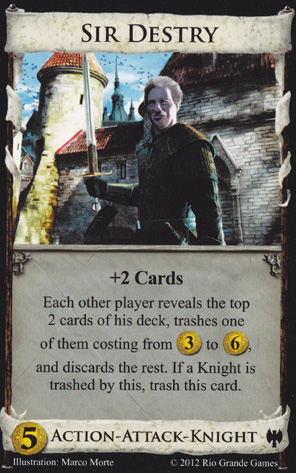 Sir Destry
+2 Cards
Each other player reveals the top
2 cards of his deck, trashes one
of them costing from 3 to 6,
and discards the rest. If a Knight is
trashed by this, trash this card.
5 Action-Attack-Knight
Illustration: Marco Morte © 2012 Rio Grande Games